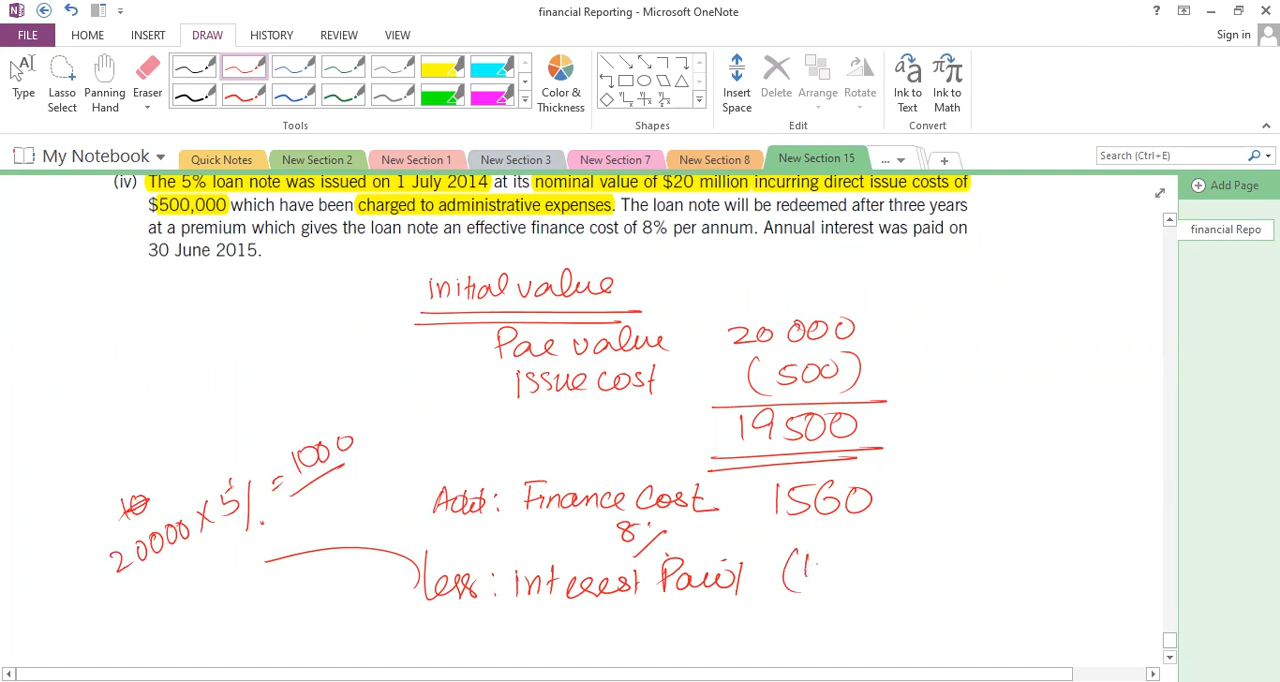 financial Reporting - Microsoft OneNote
?
Sign in
FILE HOME INSERT DRAW HISTORY REVIEW VIEW
Type
Lasso Select
Panning Hand
Eraser
Color & Thickness
Insert Space
Delete
Arrange
Rotate
Ink to Text
Ink to Math
Tools
Shapes
Edit
Convert
My Notebook
Quick Notes
New Section 2
New Section 1
New Section 3
New Section 7
New Section 8
New Section 15
...
+
Search (Ctrl+E)
Add Page
financial Repo
(iv) The 5% loan note was issued on 1 July 2014 at its nominal value of $20 million incurring direct issue costs of
$500,000 which have been charged to administrative expenses. The loan note will be redeemed after three years
at a premium which gives the loan note an effective finance cost of 8% per annum. Annual interest was paid on
30 June 2015.
initial value
Par value 20 000
issue cost (500)
19500
Add: Finance Cost 1560
8%
20000 x 5% = 1000
less: interest Paid (1